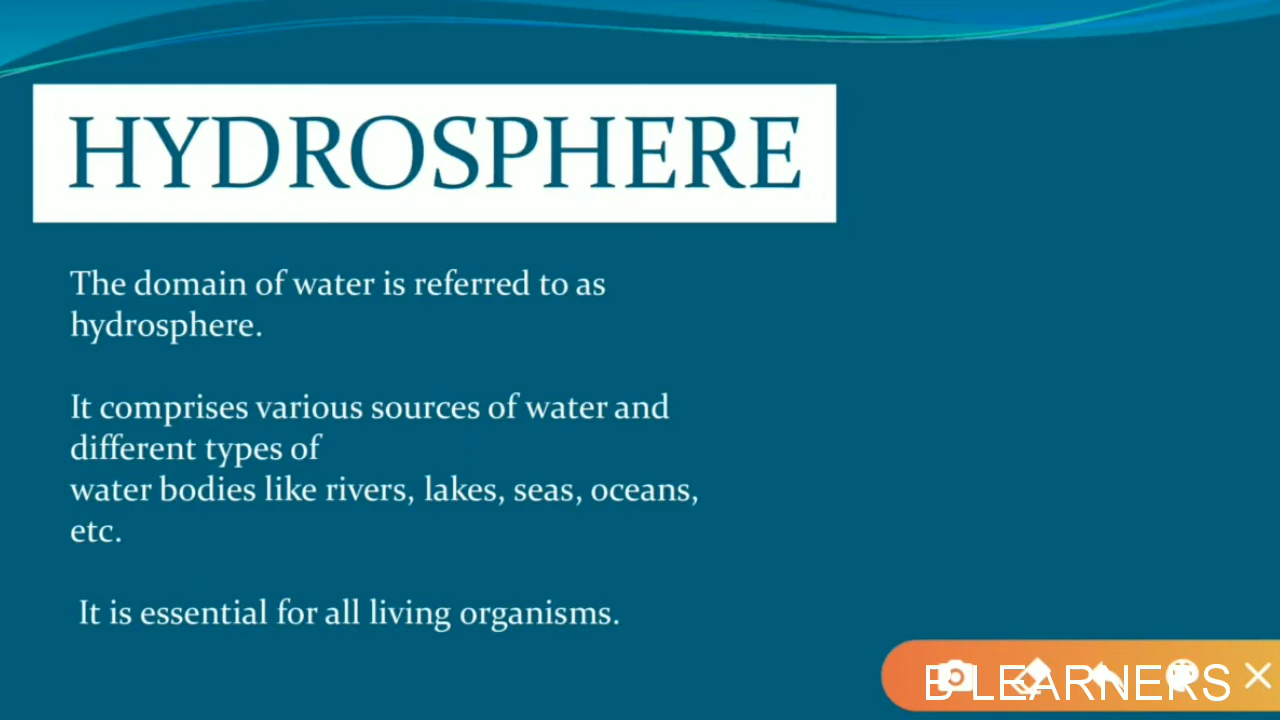 HYDROSPHERE
The domain of water is referred to as
hydrosphere.
It comprises various sources of water and
different types of
water bodies like rivers, lakes, seas, oceans,
etc.
It is essential for all living organisms.
B LEARNERS